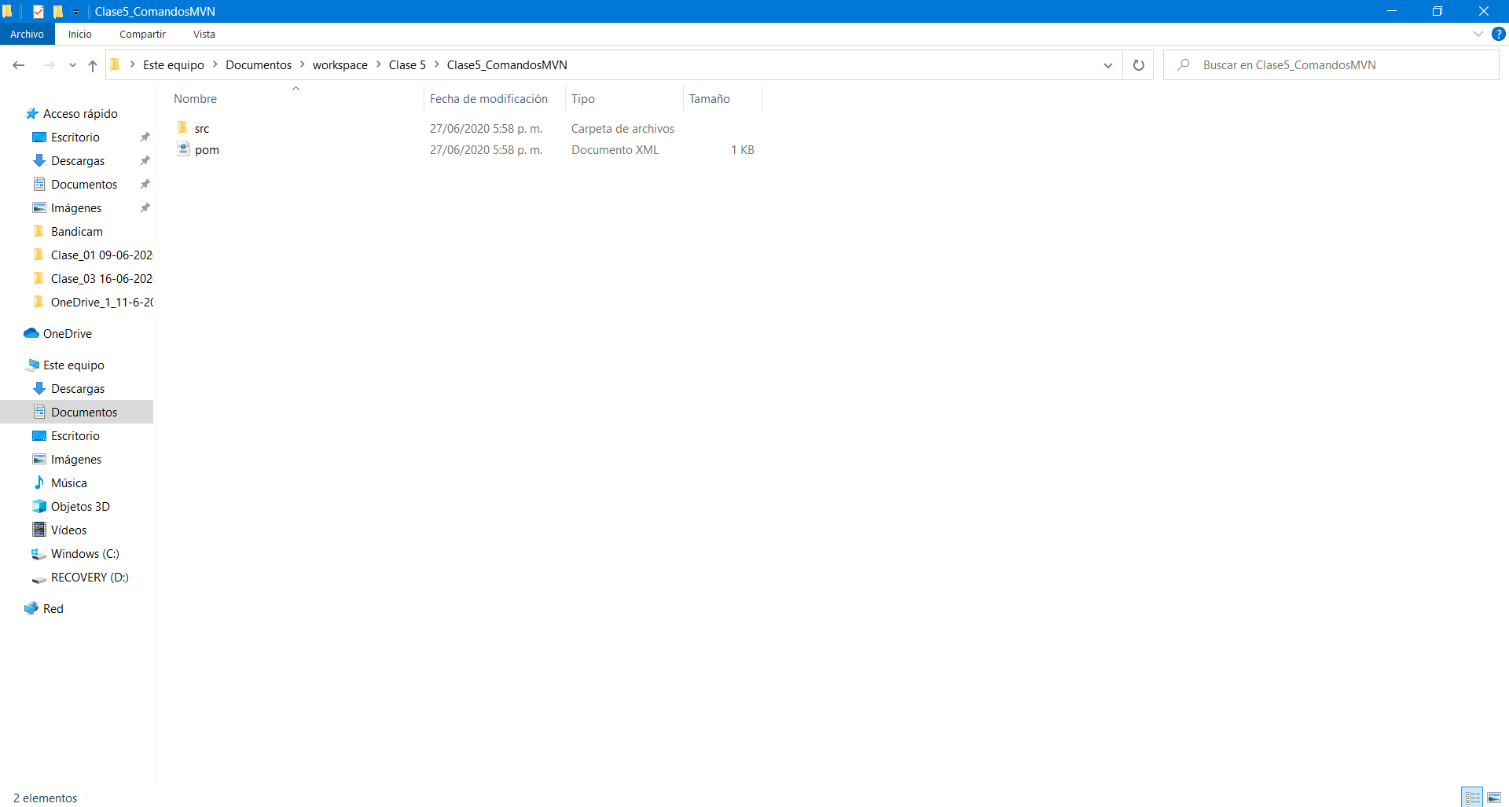 Clase5_ComandosMVN
Archivo Inicio Compartir Vista
Este equipo Documentos workspace Clase 5 Clase5_ComandosMVN Buscar en Clase5_ComandosMVN
Nombre Fecha de modificación Tipo Tamaño
src 27/06/2020 5:58 p. m. Carpeta de archivos
pom 27/06/2020 5:58 p. m. Documento XML 1 KB
Acceso rápido
Escritorio
Descargas
Documentos
Imágenes
Bandicam
Clase_01 09-06-202
Clase_03 16-06-202
OneDrive_1_11-6-20
OneDrive
Este equipo
Descargas
Documentos
Escritorio
Imágenes
Música
Objetos 3D
Vídeos
Windows (C:)
RECOVERY (D:)
Red
2 elementos